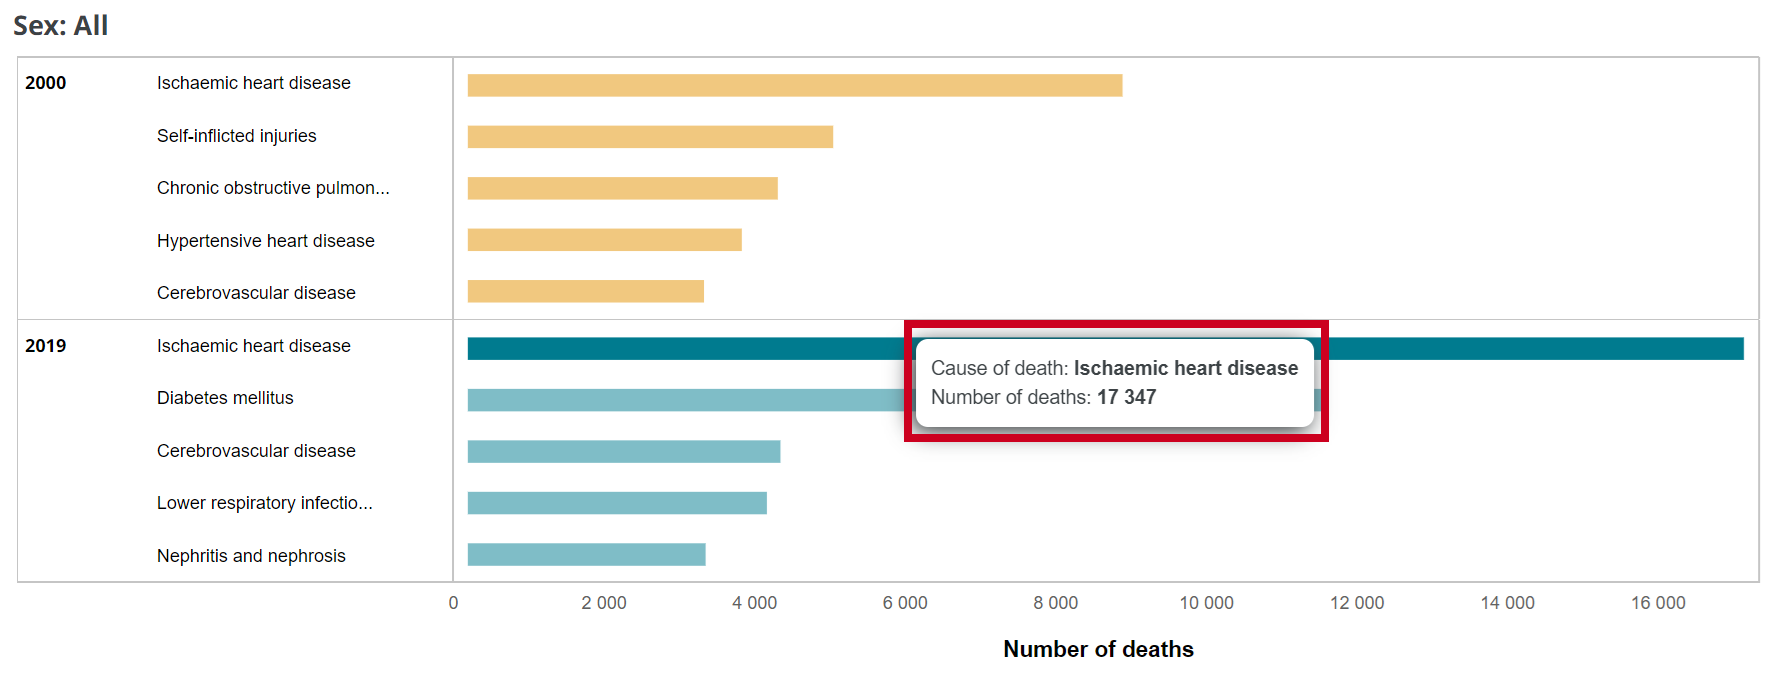 Sex: All
2000
Ischaemic heart disease
Self-inflicted injuries
Chronic obstructive pulmon...
Hypertensive heart disease
Cerebrovascular disease
2019
Ischaemic heart disease
Cause of death: Ischaemic heart disease
Number of deaths: 17 347
Diabetes mellitus
Cerebrovascular disease
Lower respiratory infectio...
Nephritis and nephrosis
0 2 000 4 000 6 000 8 000 10 000 12 000 14 000 16 000
Number of deaths